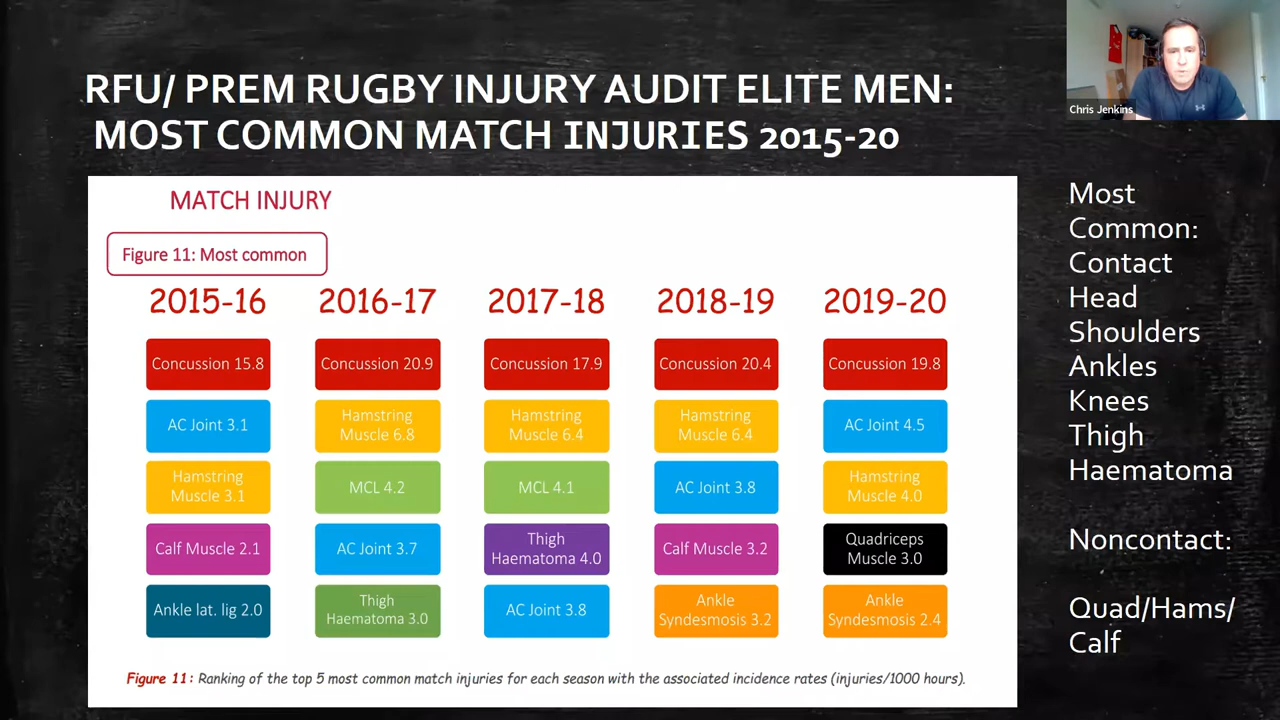 RFU/ PREM RUGBY INJURY AUDIT ELITE MEN:
MOST COMMON MATCH INJURIES 2015-20
Chris Jenkins
MATCH INJURY
Figure 11: Most common
2015-16 2016-17 2017-18 2018-19 2019-20
Concussion 15.8 Concussion 20.9 Concussion 17.9 Concussion 20.4 Concussion 19.8
AC Joint 3.1
Hamstring
Muscle 6.8
Hamstring
Muscle 6.4
Hamstring
Muscle 6.4
AC Joint 4.5
Hamstring
Muscle 3.1
MCL 4.2
MCL 4.1
AC Joint 3.8
Hamstring
Muscle 4.0
Calf Muscle 2.1
AC Joint 3.7
Thigh
Haematoma 4.0
Calf Muscle 3.2
Quadriceps
Muscle 3.0
Ankle lat. lig 2.0
Thigh
Haematoma 3.0
AC Joint 3.8
Ankle
Syndesmosis 3.2
Ankle
Syndesmosis 2.4
Figure 11: Ranking of the top 5 most common match injuries for each season with the associated incidence rates (injuries/1000 hours).
Most
Common:
Contact
Head
Shoulders
Ankles
Knees
Thigh
Haematoma
Noncontact:
Quad/Hams/
Calf